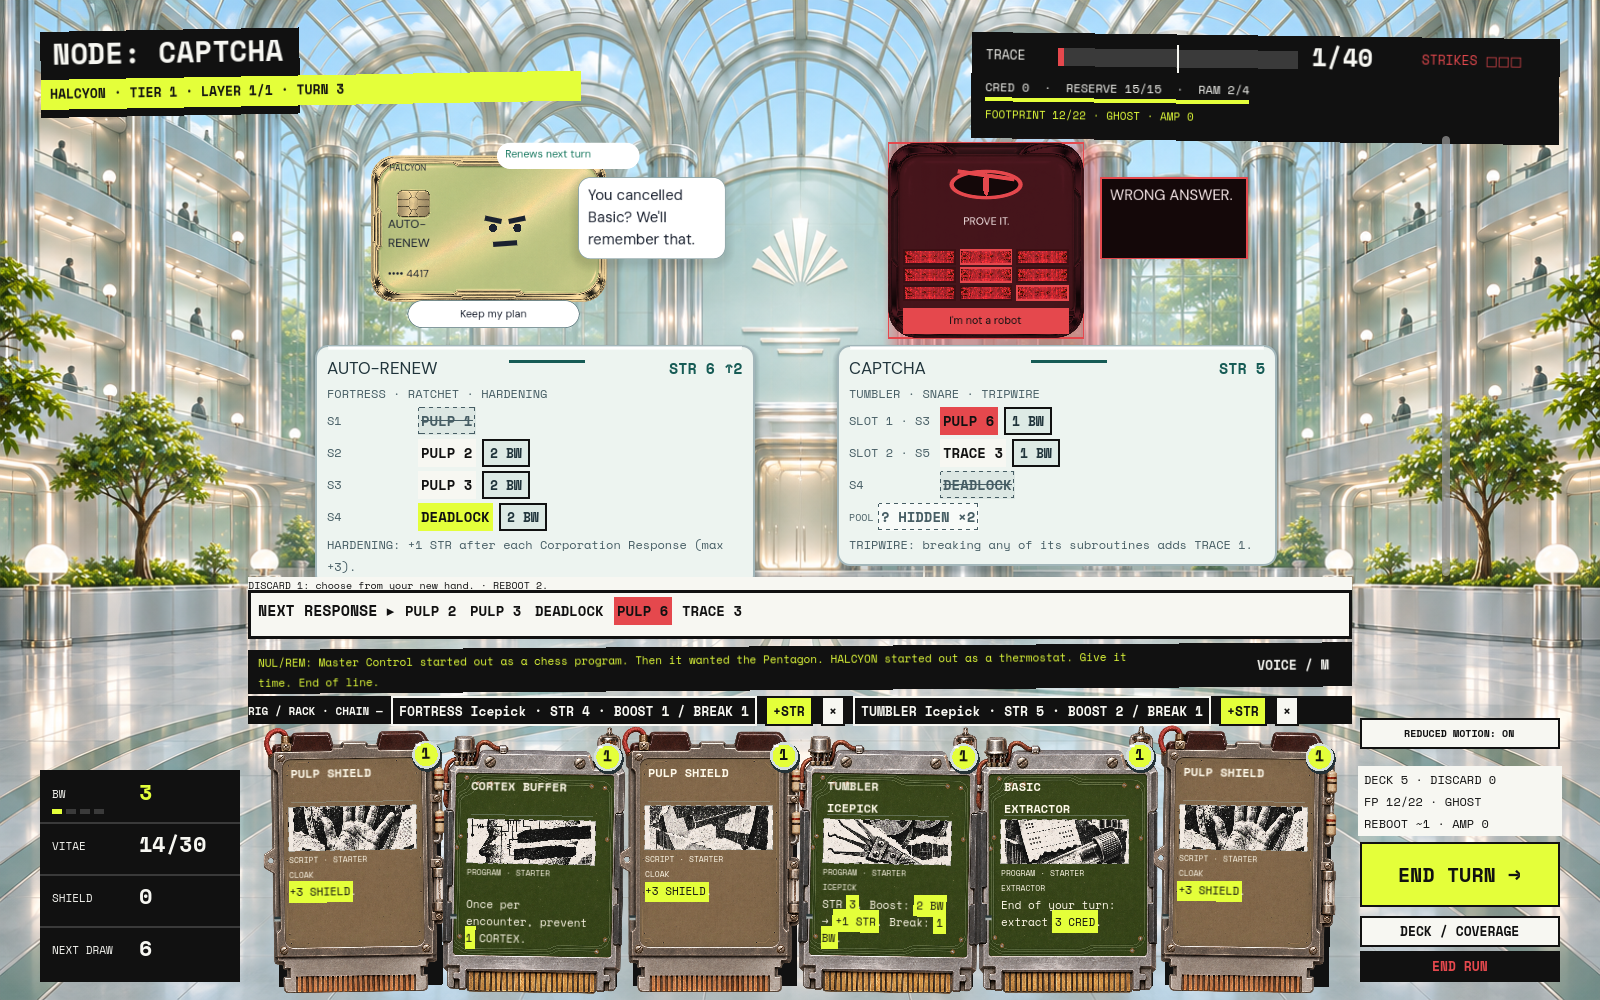 NODE: CAPTCHA
HALCYON · TIER 1 · LAYER 1/1 · TURN 3
TRACE 1/40 STRIKES □□□
CRED 0 · RESERVE 15/15 · RAM 2/4
FOOTPRINT 12/22 · GHOST · AMP 0
HALCYON
Renews next turn
AUTO-
RENEW
•••• 4417
You cancelled
Basic? We'll
remember that.
Keep my plan
PROVE IT.
I'm not a robot
WRONG ANSWER.
AUTO-RENEW STR 6 ↑2
FORTRESS · RATCHET · HARDENING
S1 PULP 1
S2 PULP 2 2 BW
S3 PULP 3 2 BW
S4 DEADLOCK 2 BW
HARDENING: +1 STR after each Corporation Response (max
+3).
CAPTCHA STR 5
TUMBLER · SNARE · TRIPWIRE
SLOT 1 · S3 PULP 6 1 BW
SLOT 2 · S5 TRACE 3 1 BW
S4 DEADLOCK
POOL ? HIDDEN ×2
TRIPWIRE: breaking any of its subroutines adds TRACE 1.
DISCARD 1: choose from your new hand. · REBOOT 2.
NEXT RESPONSE ▸ PULP 2 PULP 3 DEADLOCK PULP 6 TRACE 3
NUL/REM: Master Control started out as a chess program. Then it wanted the Pentagon. HALCYON started out as a thermostat. Give it
time. End of line.
VOICE / M
RIG / RACK · CHAIN — FORTRESS Icepick · STR 4 · BOOST 1 / BREAK 1 +STR × TUMBLER Icepick · STR 5 · BOOST 2 / BREAK 1 +STR ×
BW 3
VITAE 14/30
SHIELD 0
NEXT DRAW 6
1
PULP SHIELD
SCRIPT · STARTER
CLOAK
+3 SHIELD
1
CORTEX BUFFER
PROGRAM · STARTER
Once per
encounter, prevent
1 CORTEX.
1
PULP SHIELD
SCRIPT · STARTER
CLOAK
+3 SHIELD
1
TUMBLER
ICEPICK
PROGRAM · STARTER
ICEPICK
STR 3 Boost: 2 BW
→ +1 STR Break: 1
BW
1
BASIC
EXTRACTOR
PROGRAM · STARTER
EXTRACTOR
End of your turn:
extract 3 CRED
1
PULP SHIELD
SCRIPT · STARTER
CLOAK
+3 SHIELD
REDUCED MOTION: ON
DECK 5 · DISCARD 0
FP 12/22 · GHOST
REBOOT ~1 · AMP 0
END TURN →
DECK / COVERAGE
END RUN